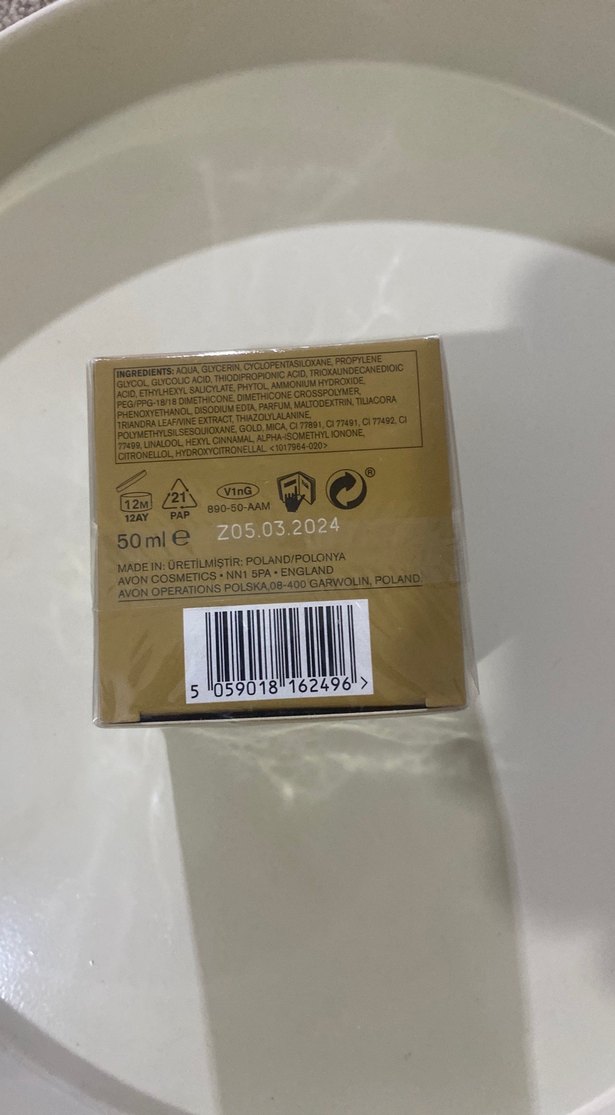 INGREDIENTS: AQUA, GLYCERIN, CYCLOPENTASILOXANE, PROPYLENE
GLYCOL, GLYCOLIC ACID, THIODIPROPIONIC ACID, TRIOXAUNDECANEDIOIC
ACID, ETHYLHEXYL SALICYLATE, PHYTOL, AMMONIUM HYDROXIDE,
PEG/PPG-18/18 DIMETHICONE, DIMETHICONE CROSSPOLYMER,
PHENOXYETHANOL, DISODIUM EDTA, PARFUM, MALTODEXTRIN, TILIACORA
TRIANDRA LEAF/VINE EXTRACT, THIAZOLYLALANINE,
POLYMETHYLSILSESQUIOXANE, GOLD, MICA, CI 77891, CI 77491, CI 77492, CI
77499, LINALOOL, HEXYL CINNAMAL, ALPHA-ISOMETHYL IONONE,
CITRONELLOL, HYDROXYCITRONELLAL. <1017964-020>
12M
12AY
21
PAP
V1nG
890-50-AAM
®
50 ml e
Z05.03.2024
MADE IN: ÜRETİLMİŞTİR: POLAND/POLONYA
AVON COSMETICS • NN1 5PA • ENGLAND
AVON OPERATIONS POLSKA,08-400 GARWOLIN, POLAND
5 059018 162496 >